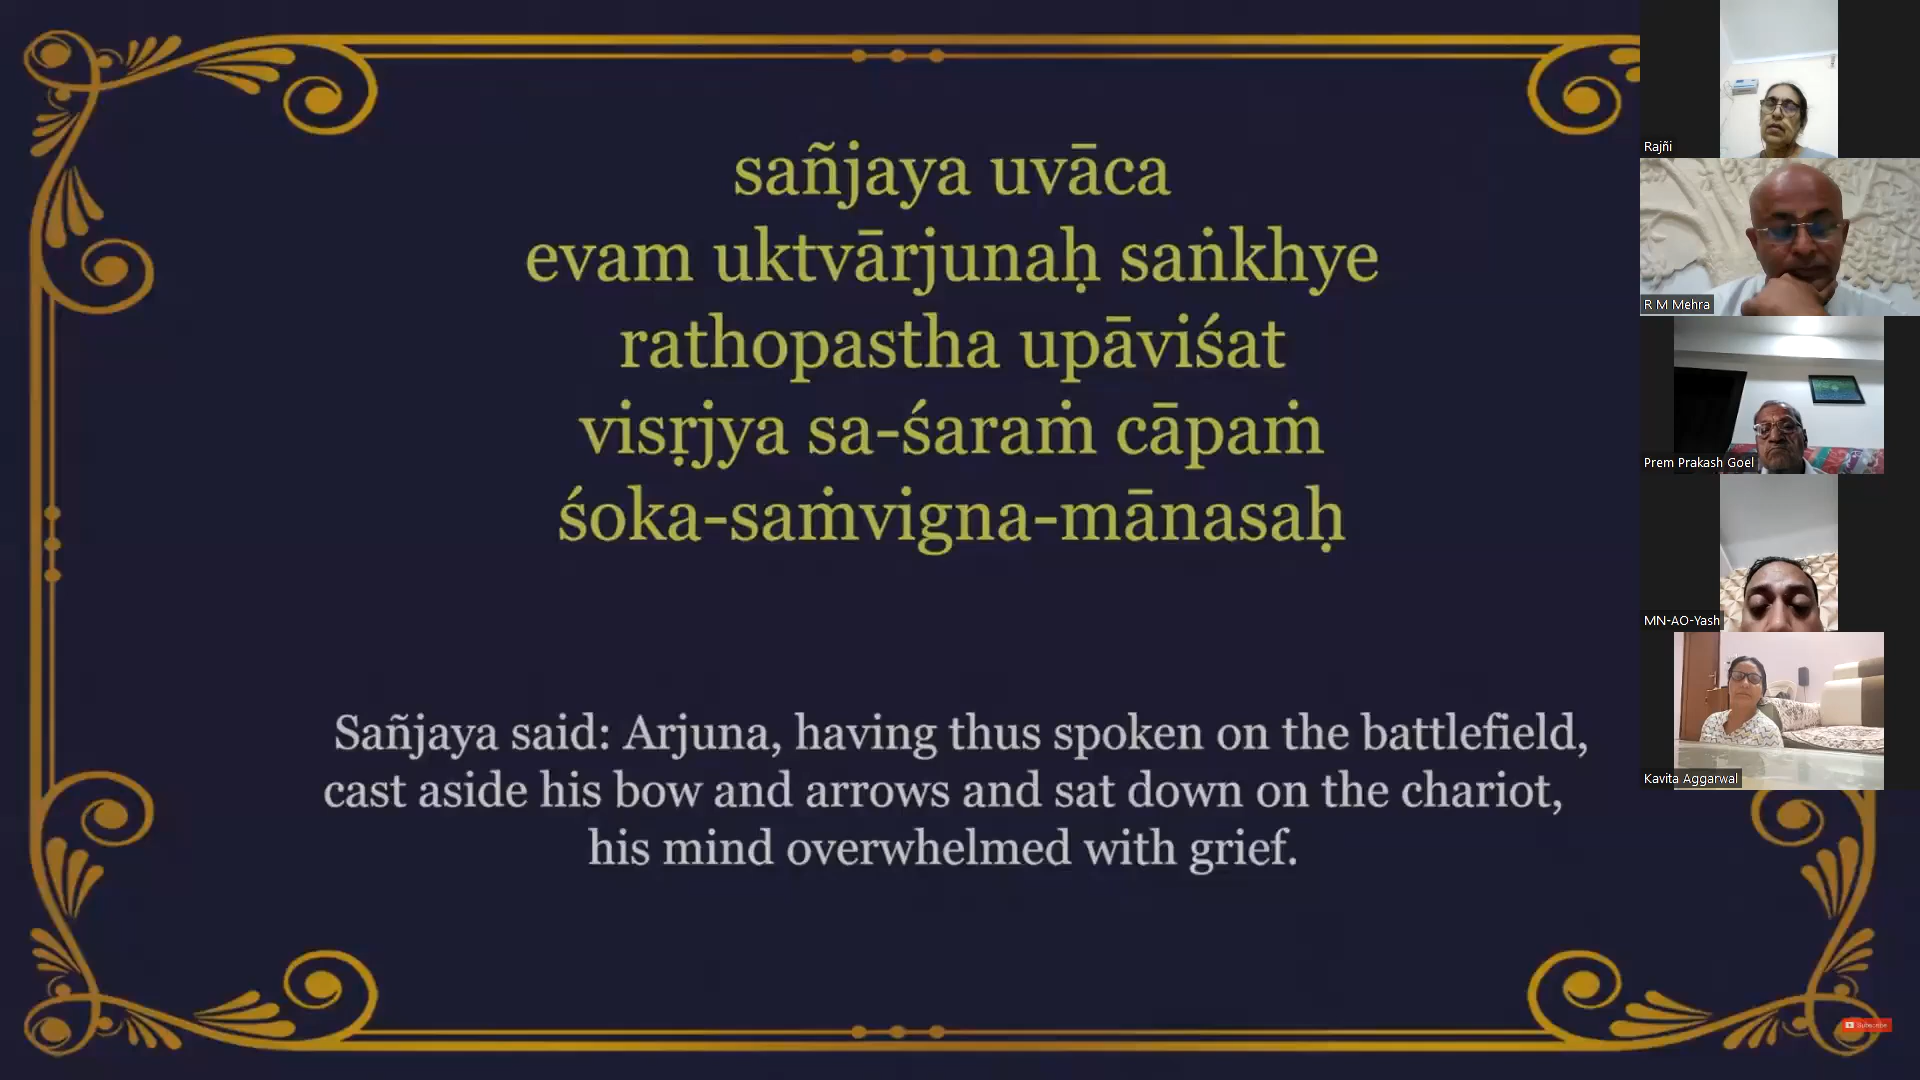 sañjaya uvāca
evam uktvārjunaḥ saṅkhye
rathopastha upāviśat
visṛjya sa-śaraṁ cāpaṁ
śoka-saṁvigna-mānasaḥ
Sañjaya said: Arjuna, having thus spoken on the battlefield,
cast aside his bow and arrows and sat down on the chariot,
his mind overwhelmed with grief.
Rajñi
R M Mehra
Prem Prakash Goel
MN-AO-Yash
Kavita Aggarwal
Subscribe